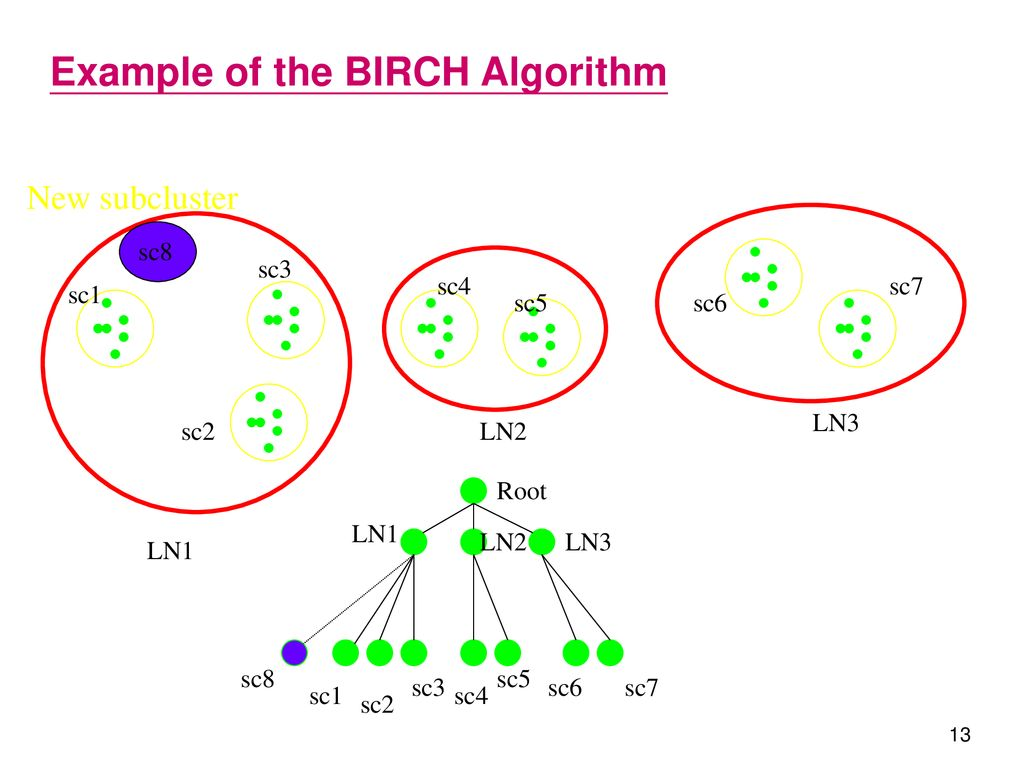 Example of the BIRCH Algorithm
New subcluster
sc8
sc3
sc1
sc2
LN1
sc4
sc5
LN2
sc6
sc7
LN3
Root
LN1
LN2
LN3
sc8
sc1
sc2
sc3
sc4
sc5
sc6
sc7
13